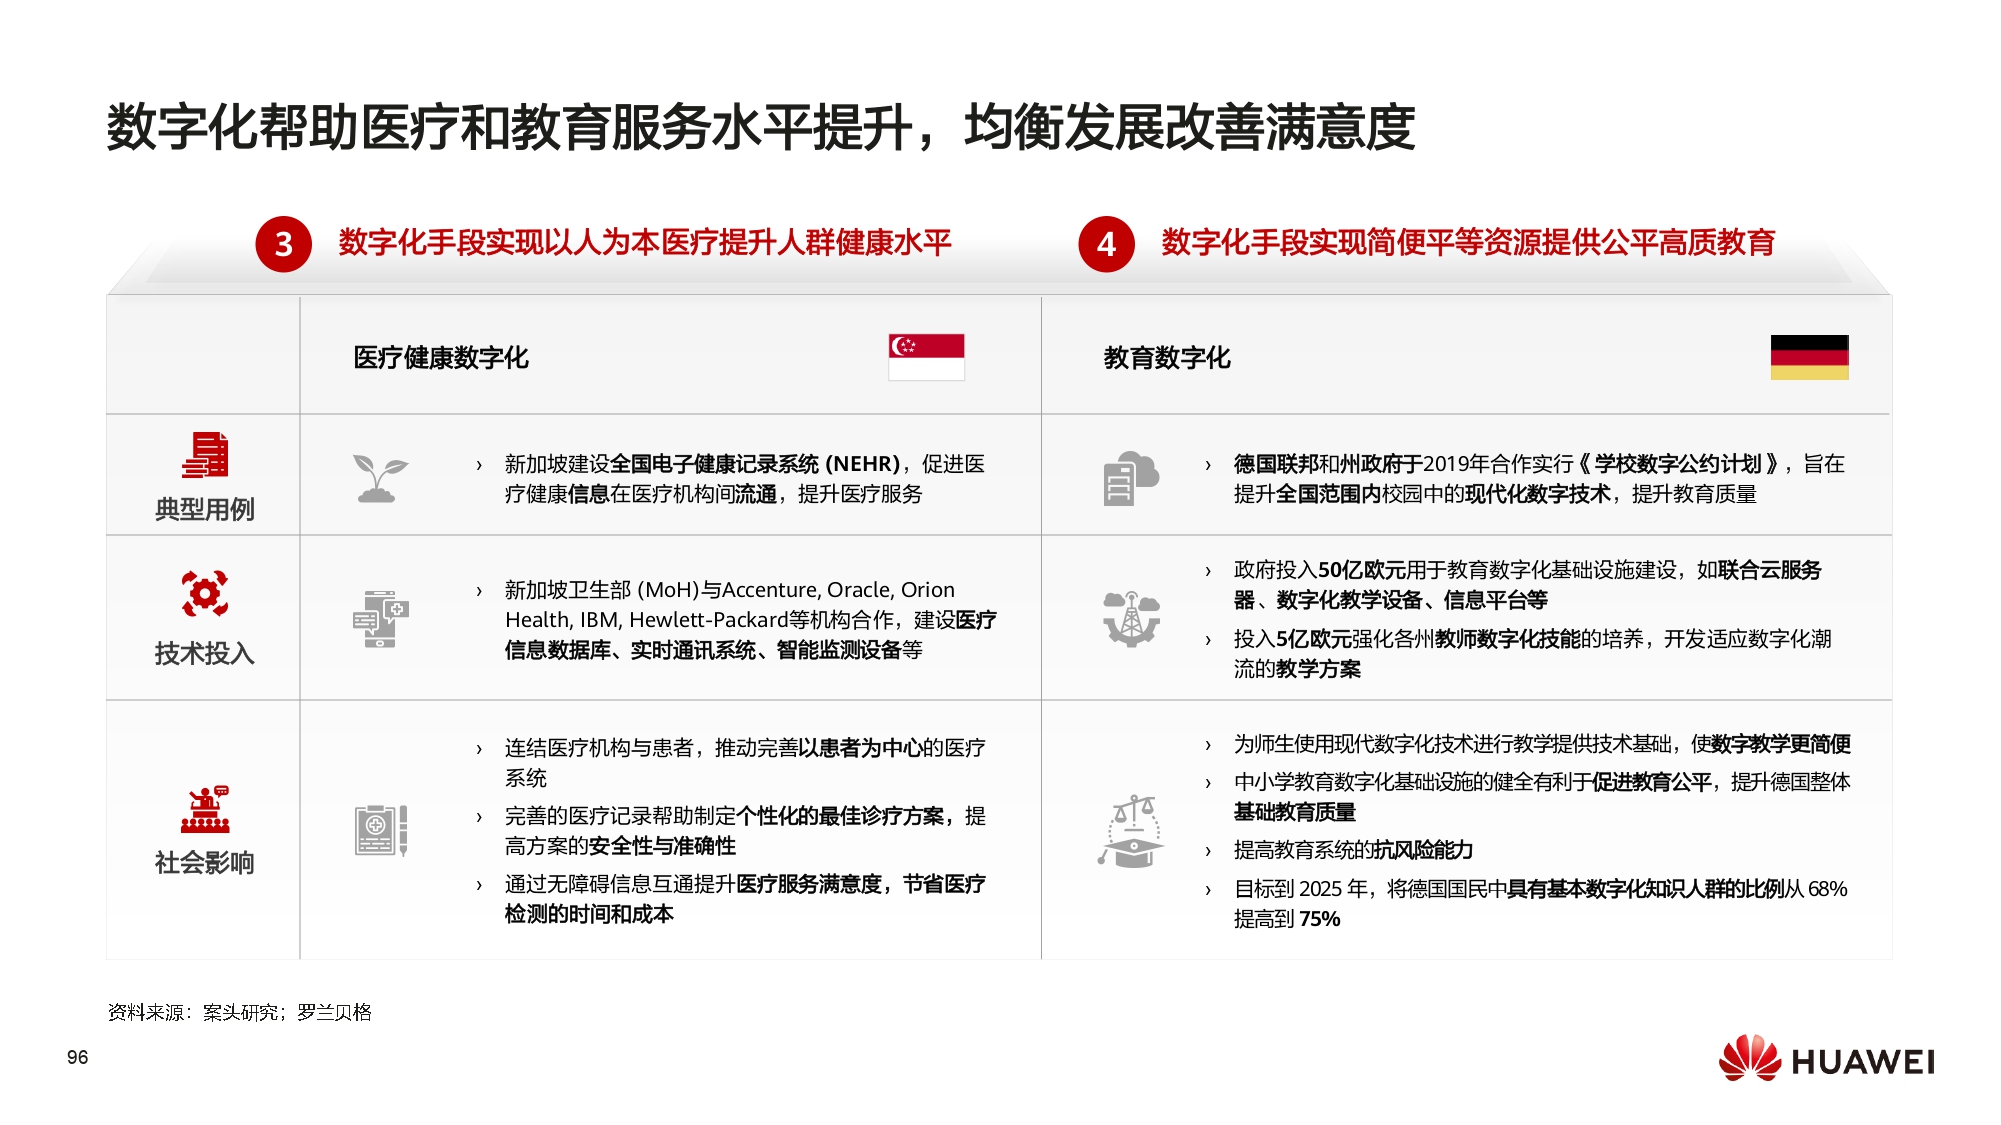 数字化帮助医疗和教育服务水平提升，均衡发展改善满意度
3 数字化手段实现以人为本医疗提升人群健康水平
4 数字化手段实现简便平等资源提供公平高质教育
医疗健康数字化
教育数字化
典型用例
› 新加坡建设全国电子健康记录系统 (NEHR)，促进医
疗健康信息在医疗机构间流通，提升医疗服务
› 德国联邦和州政府于2019年合作实行《学校数字公约计划》，旨在
提升全国范围内校园中的现代化数字技术，提升教育质量
技术投入
› 新加坡卫生部 (MoH)与Accenture, Oracle, Orion
Health, IBM, Hewlett-Packard等机构合作，建设医疗
信息数据库、实时通讯系统、智能监测设备等
› 政府投入50亿欧元用于教育数字化基础设施建设，如联合云服务
器、数字化教学设备、信息平台等
› 投入5亿欧元强化各州教师数字化技能的培养，开发适应数字化潮
流的教学方案
社会影响
› 连结医疗机构与患者，推动完善以患者为中心的医疗
系统
› 完善的医疗记录帮助制定个性化的最佳诊疗方案，提
高方案的安全性与准确性
› 通过无障碍信息互通提升医疗服务满意度，节省医疗
检测的时间和成本
› 为师生使用现代数字化技术进行教学提供技术基础，使数字教学更简便
› 中小学教育数字化基础设施的健全有利于促进教育公平，提升德国整体
基础教育质量
› 提高教育系统的抗风险能力
› 目标到 2025 年，将德国国民中具有基本数字化知识人群的比例从 68%
提高到 75%
资料来源：案头研究；罗兰贝格
96
HUAWEI